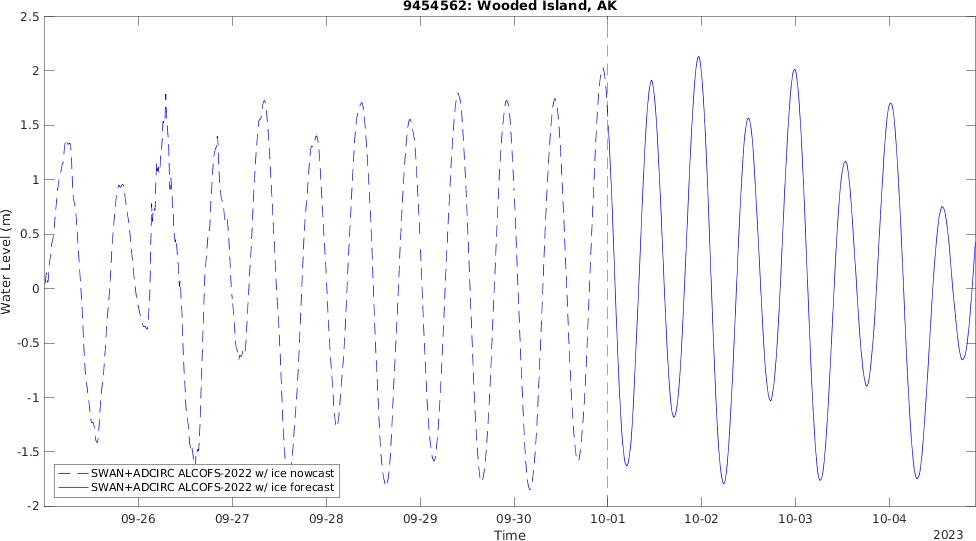 9454562: Wooded Island, AK
2.5
2
1.5
1
0.5
0
-0.5
-1
-1.5
-2
Water Level (m)
SWAN+ADCIRC ALCOFS-2022 w/ ice nowcast
SWAN+ADCIRC ALCOFS-2022 w/ ice forecast
09-26 09-27 09-28 09-29 09-30 10-01 10-02 10-03 10-04
Time
2023